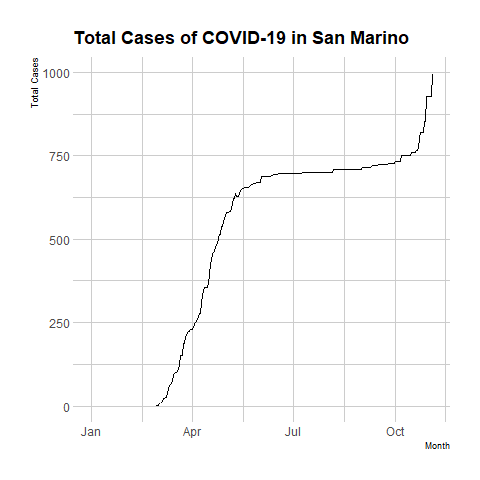 Total Cases of COVID-19 in San Marino
Total Cases
1000
750
500
250
0
Jan Apr Jul Oct
Month